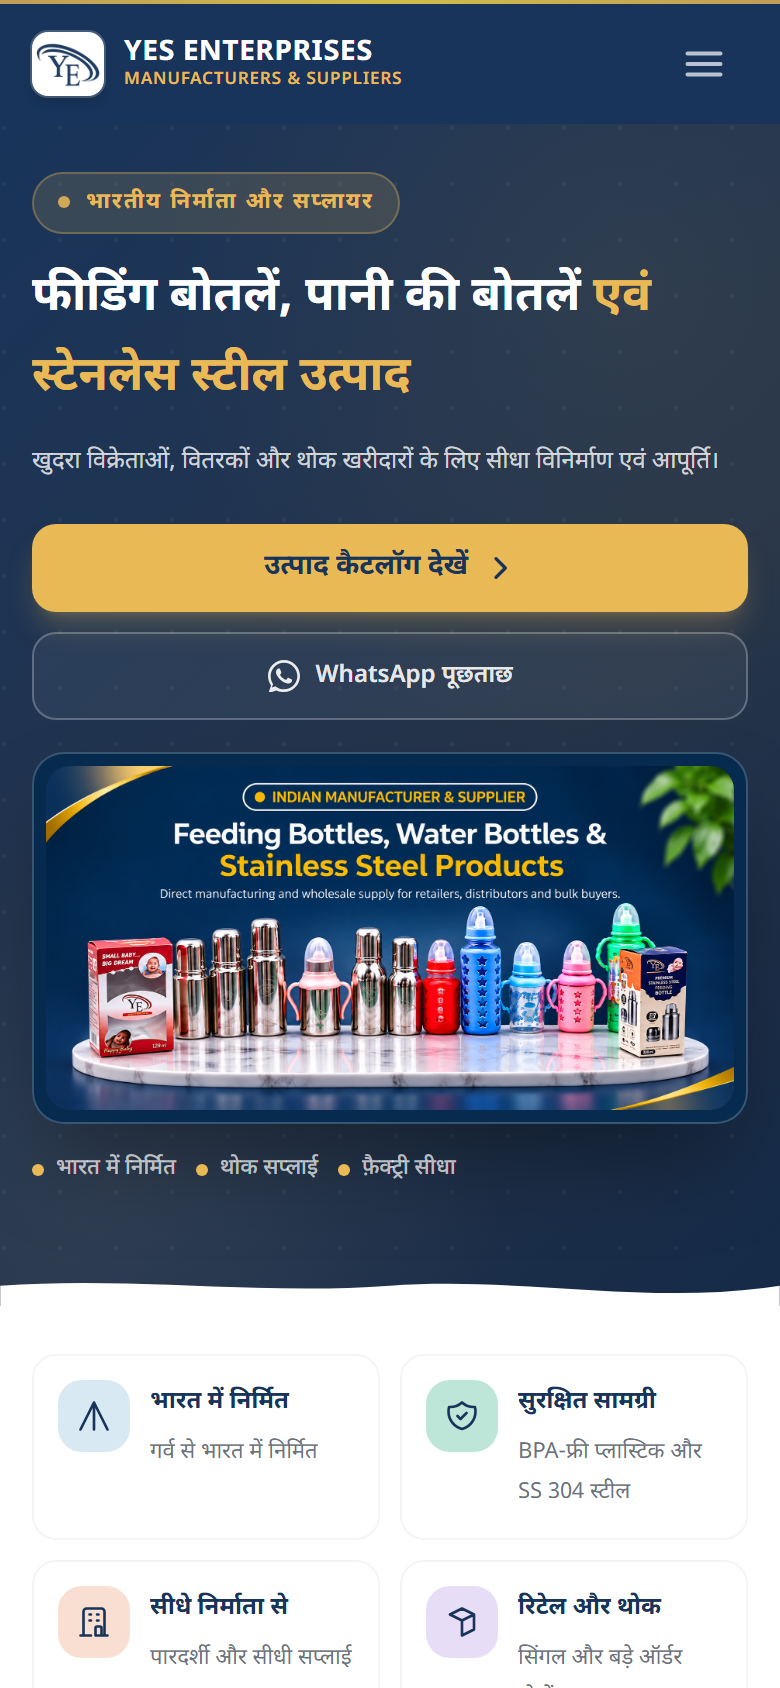 YE
YES ENTERPRISES
MANUFACTURERS & SUPPLIERS
भारतीय निर्माता और सप्लायर
फीडिंग बोतलें, पानी की बोतलें एवं
स्टेनलेस स्टील उत्पाद
खुदरा विक्रेताओं, वितरकों और थोक खरीदारों के लिए सीधा विनिर्माण एवं आपूर्ति।
उत्पाद कैटलॉग देखें
WhatsApp पूछताछ
INDIAN MANUFACTURER & SUPPLIER
Feeding Bottles, Water Bottles &
Stainless Steel Products
Direct manufacturing and wholesale supply for retailers, distributors and bulk buyers.
SMALL BABY...
BIG DREAM
YE
Happy Baby
YE
PREMIUM
STAINLESS STEEL
FEEDING
BOTTLE
भारत में निर्मित
थोक सप्लाई
फ़ैक्ट्री सीधा
भारत में निर्मित
गर्व से भारत में निर्मित
सुरक्षित सामग्री
BPA-फ्री प्लास्टिक और
SS 304 स्टील
सीधे निर्माता से
पारदर्शी और सीधी सप्लाई
रिटेल और थोक
सिंगल और बड़े ऑर्डर